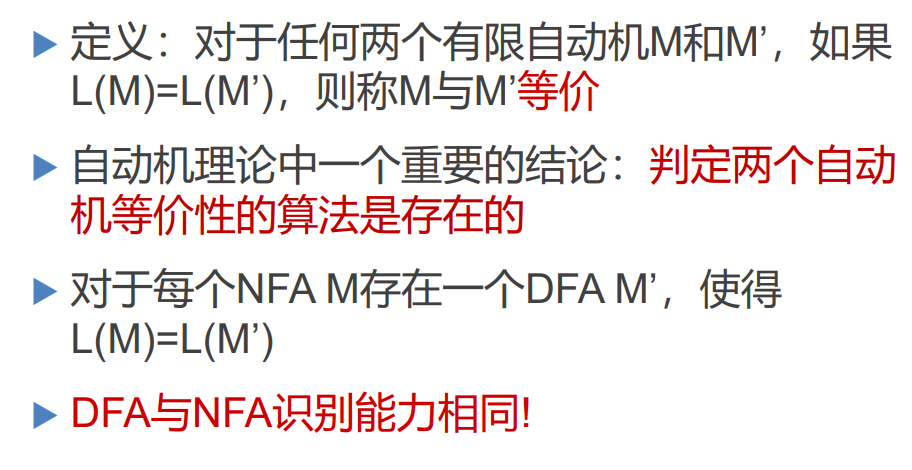 定义：对于任何两个有限自动机M和M’，如果
L(M)=L(M’)，则称M与M’等价
自动机理论中一个重要的结论：判定两个自动
机等价性的算法是存在的
对于每个NFA M存在一个DFA M’，使得
L(M)=L(M’)
DFA与NFA识别能力相同!